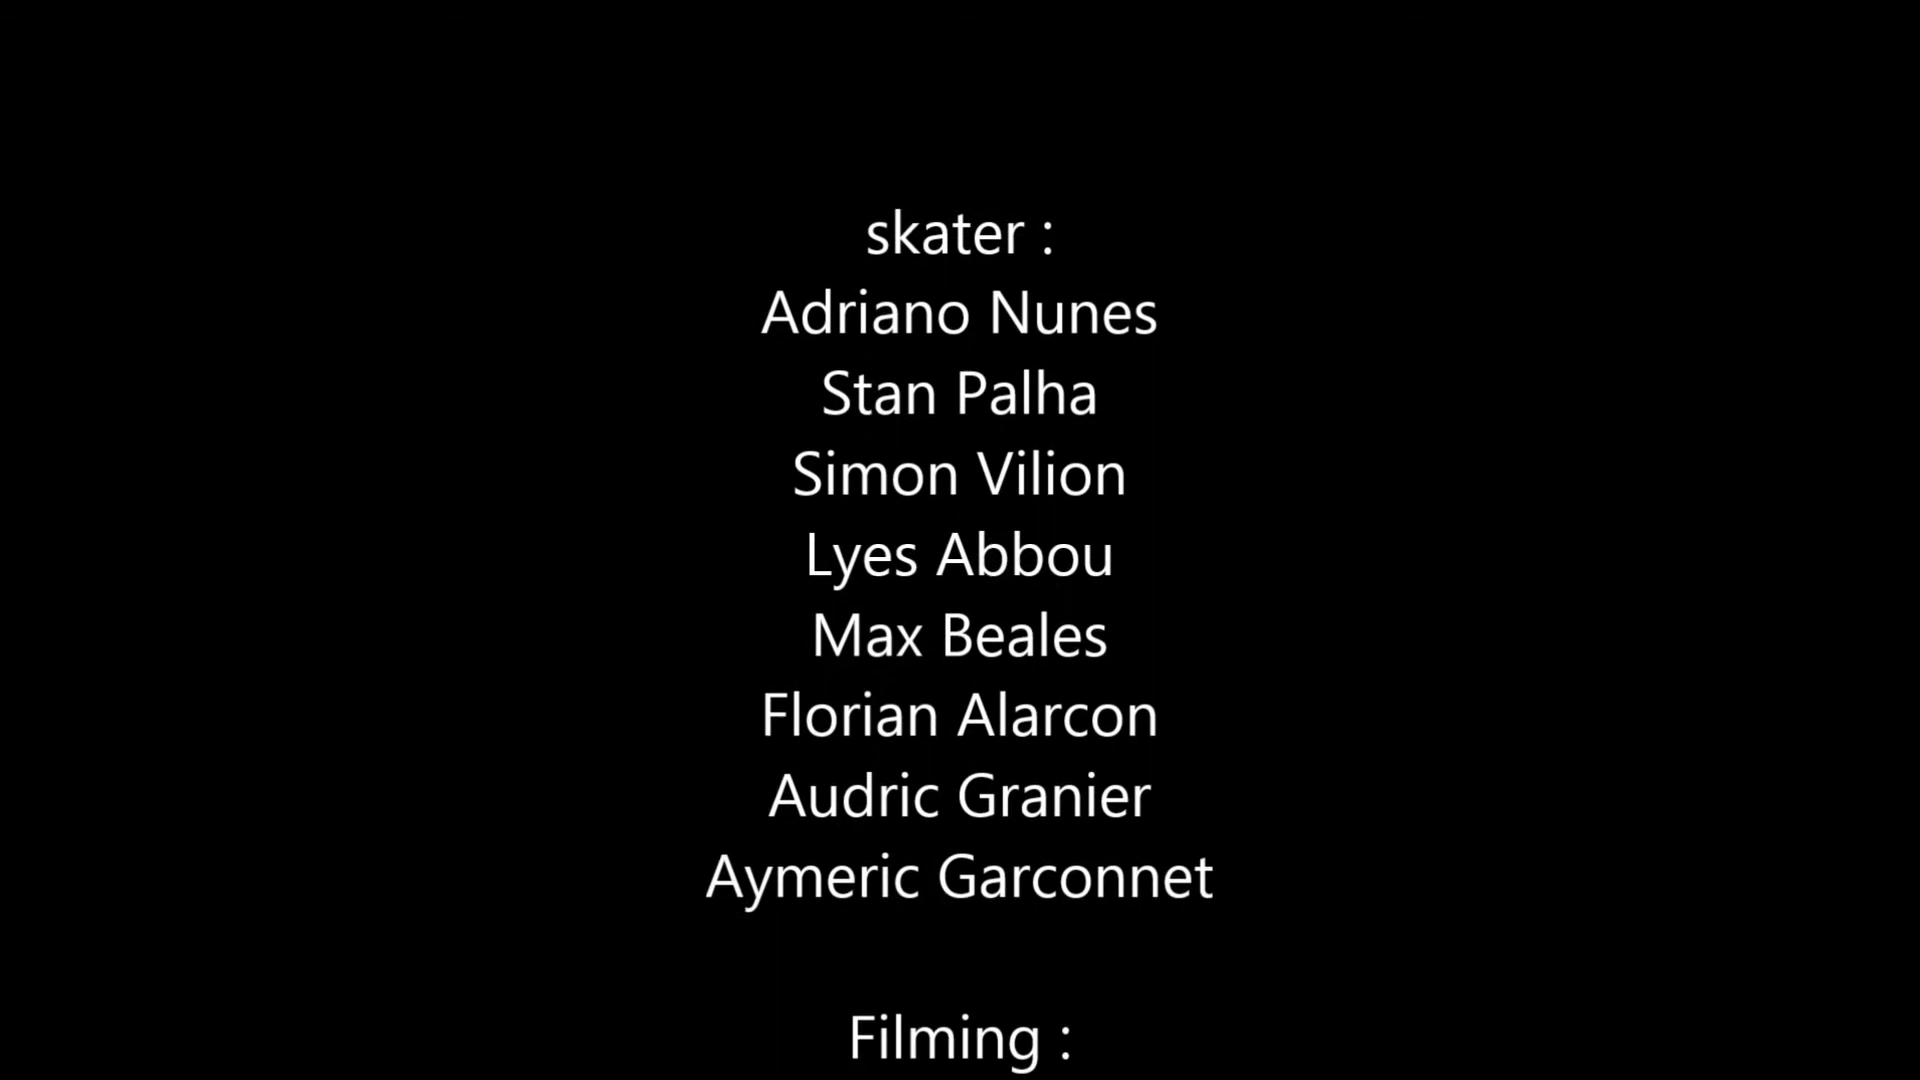 skater :
Adriano Nunes
Stan Palha
Simon Vilion
Lyes Abbou
Max Beales
Florian Alarcon
Audric Granier
Aymeric Garconnet
Filming :